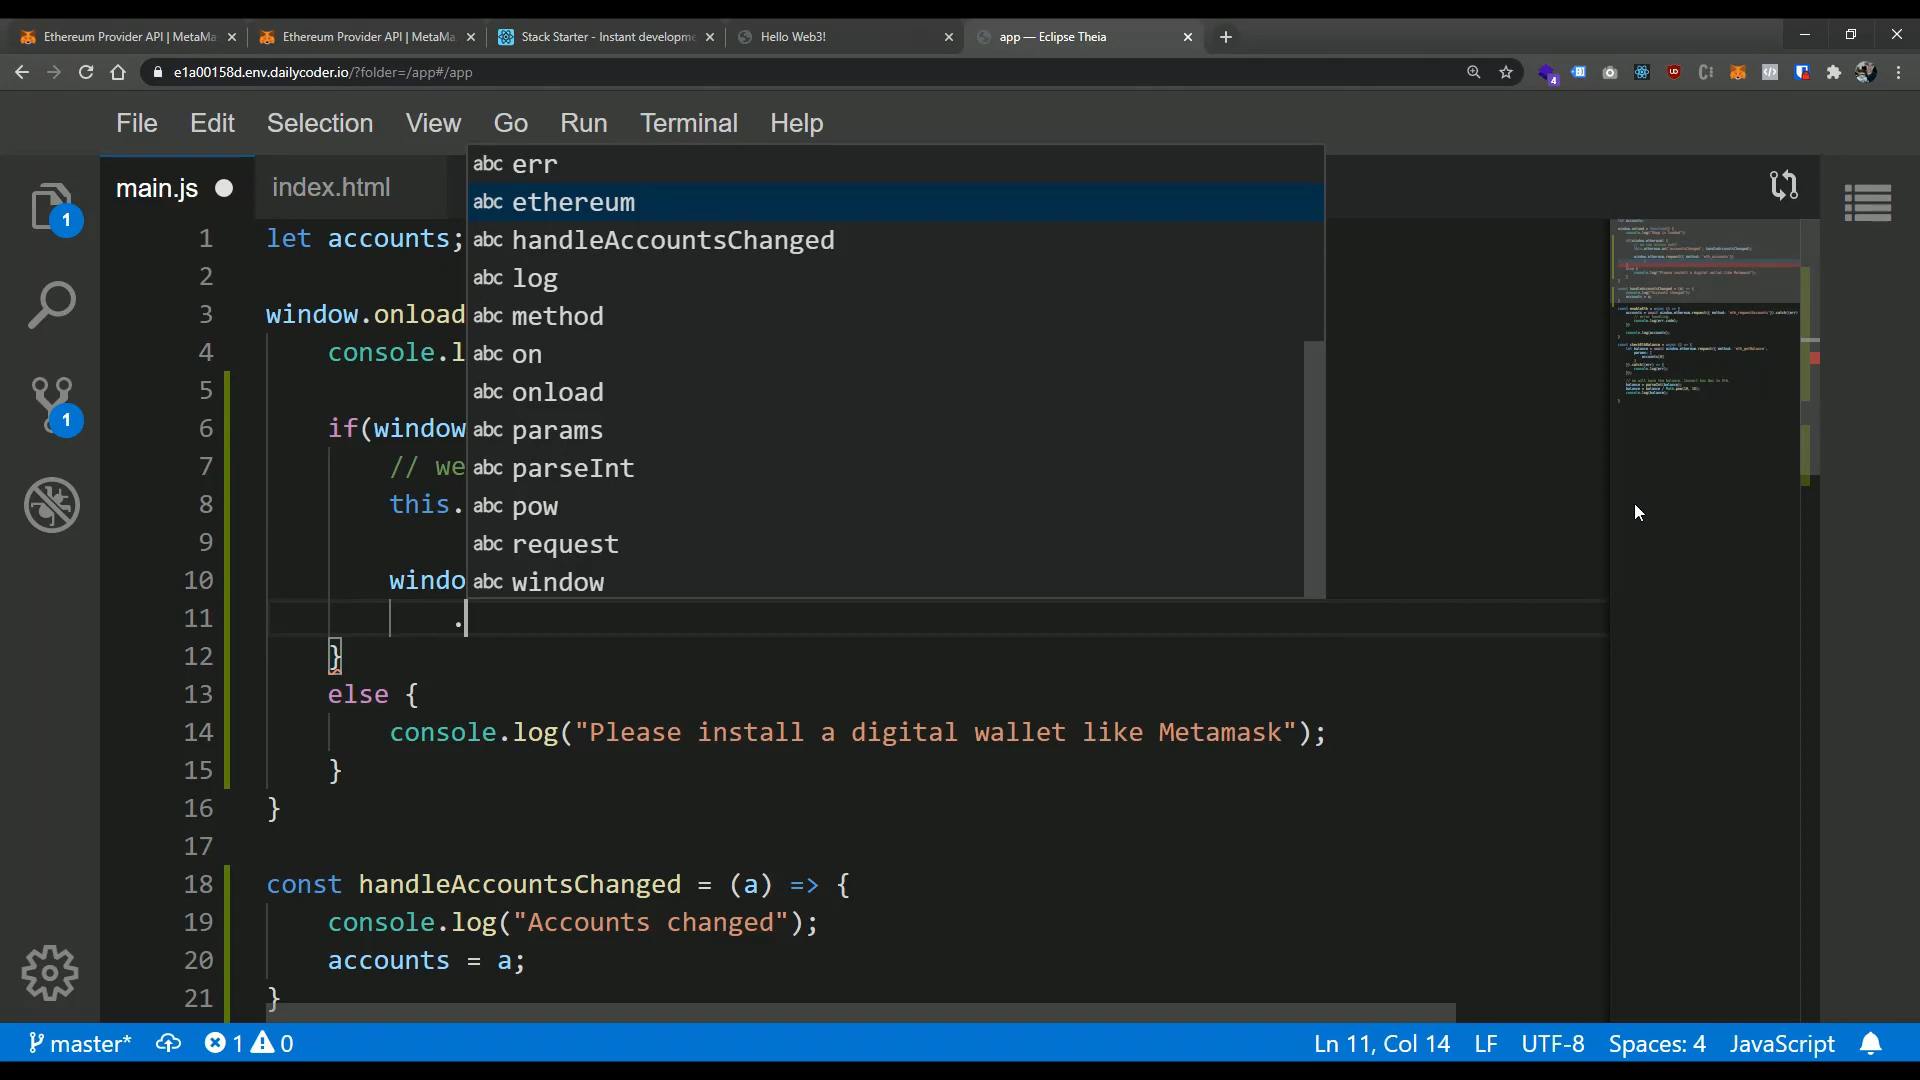 Ethereum Provider API | MetaMa
Ethereum Provider API | MetaMa
Stack Starter - Instant developm
Hello Web3!
app — Eclipse Theia
e1a00158d.env.dailycoder.io/?folder=/app#/app
4
File Edit Selection View Go Run Terminal Help
main.js
index.html
abc err
abc ethereum
abc handleAccountsChanged
abc log
abc method
abc on
abc onload
abc params
abc parseInt
abc pow
abc request
abc window
1
1
1 let accounts;
2
3 window.onload
4 console.l
5
6 if(window
7 // we
8 this.
9
10 windo
11 .
12 }
13 else {
14 console.log("Please install a digital wallet like Metamask");
15 }
16 }
17
18 const handleAccountsChanged = (a) => {
19 console.log("Accounts changed");
20 accounts = a;
21 }
master* 1 0
Ln 11, Col 14 LF UTF-8 Spaces: 4 JavaScript